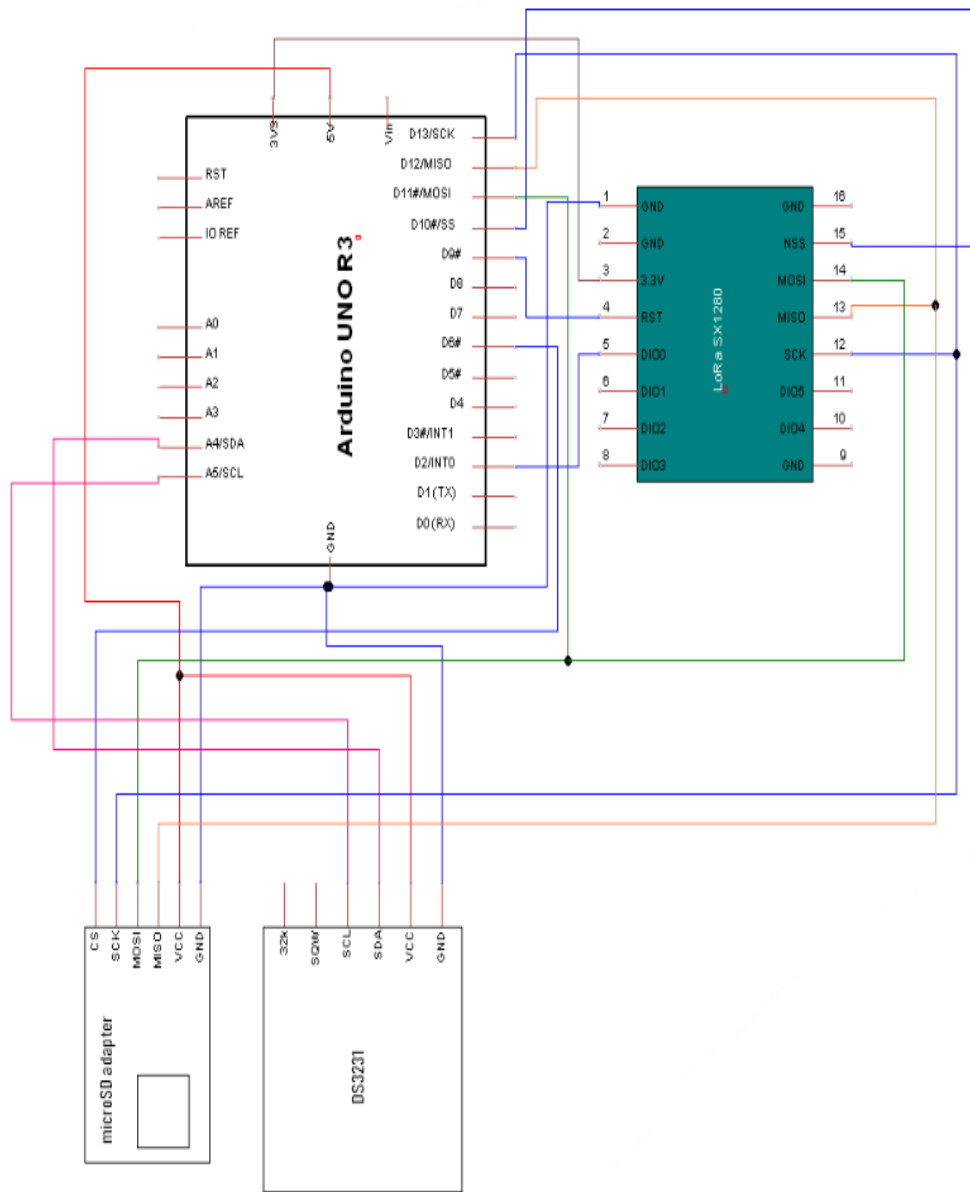 3V3
5V
Vin
RST
AREF
IO REF
A0
A1
A2
A3
A4/SDA
A5/SCL
Arduino UNO R3
D13/SCK
D12/MISO
D11#/MOSI
D10#/SS
D9#
D8
D7
D6#
D5#
D4
D3#/INT1
D2/INT0
D1(TX)
D0(RX)
GND
1 GND
2 GND
3 3.3V
4 RST
5 DIO0
6 DIO1
7 DIO2
8 DIO3
LoRa SX1280
GND 16
NSS 15
MOSI 14
MISO 13
SCK 12
DIO5 11
DIO4 10
GND 9
CS
SCK
MOSI
MISO
VCC
GND
microSD adapter
32k
SQW
SCL
SDA
VCC
GND
DS3231